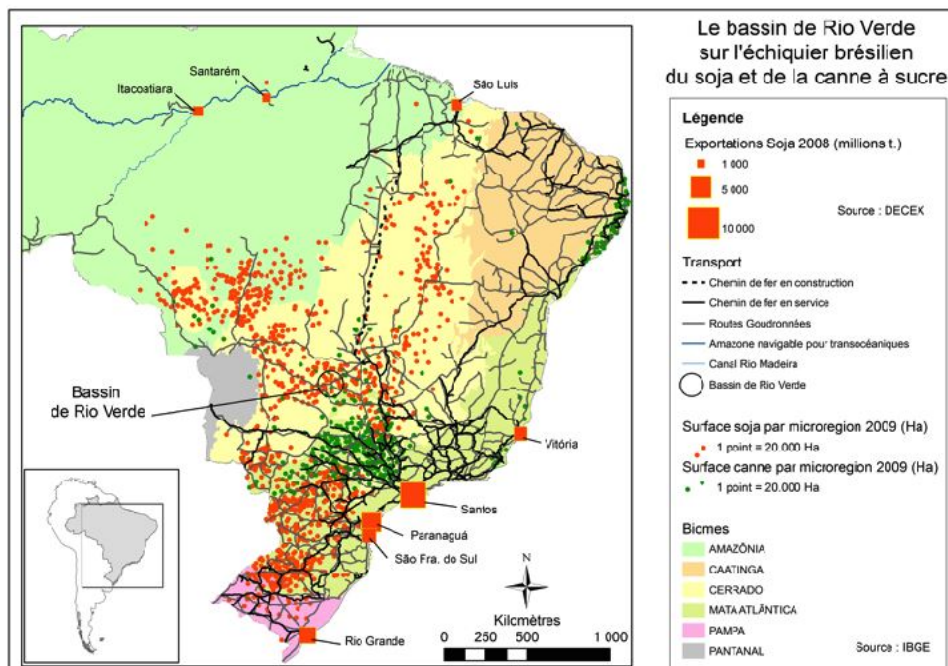 Le bassin de Rio Verde
sur l'échiquier brésilien
du soja et de la canne à sucre
Légende
Exportations Soja 2008 (millions t.)
1 000
5 000
10 000
Source : DECEX
Transport
Chemin de fer en construction
Chemin de fer en service
Routes Goudronnées
Amazone navigable pour transocéaniques
Canal Rio Madeira
Bassin de Rio Verde
Surface soja par microregion 2009 (Ha)
1 point = 20.000 Ha
Surface canne par microregion 2009 (Ha)
1 point = 20.000 Ha
Biomes
AMAZÔNIA
CAATINGA
CERRADO
MATA ATLÂNTICA
PAMPA
PANTANAL
Source : IBGE
Santarém
Itacoatiara
São Luis
Bassin
de Rio Verde
Vitória
Santos
Paranaguá
São Fra. do Sul
Rio Grande
N
Kilmètres
0 250 500 1 000